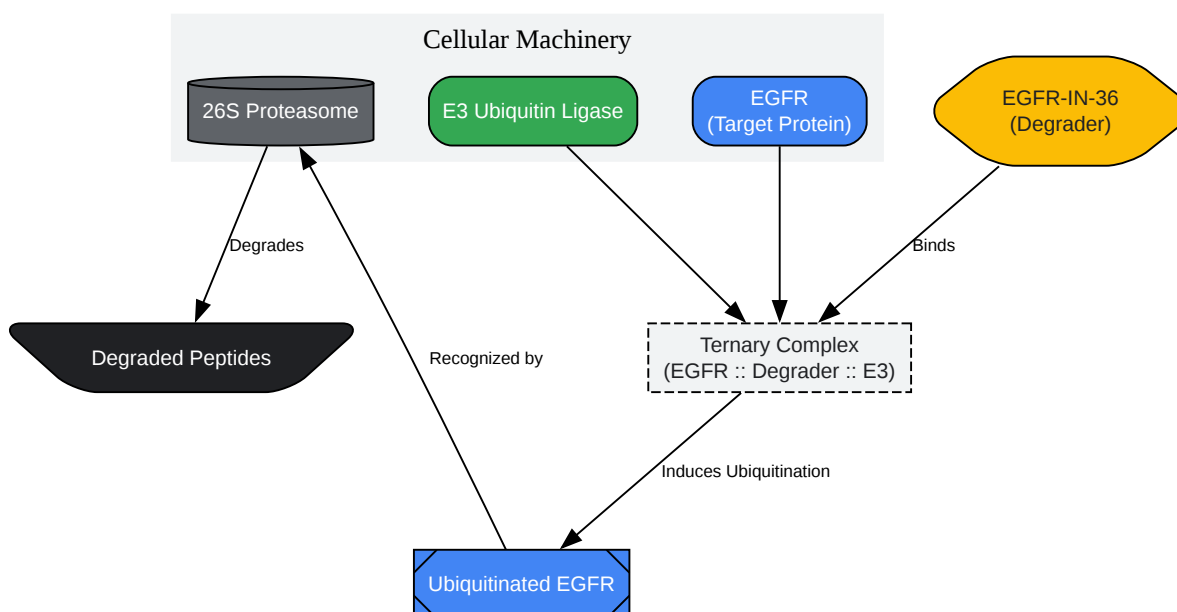 Cellular Machinery
26S Proteasome
E3 Ubiquitin Ligase
EGFR
(Target Protein)
EGFR-IN-36
(Degrader)
Degrades
Binds
Degraded Peptides
Recognized by
Ternary Complex
(EGFR :: Degrader :: E3)
Induces Ubiquitination
Ubiquitinated EGFR